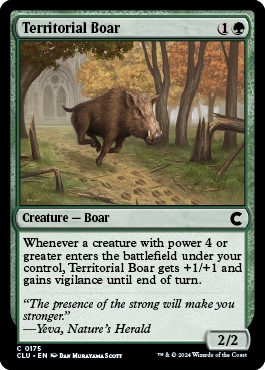 Territorial Boar 1
Creature — Boar
Whenever a creature with power 4 or
greater enters the battlefield under your
control, Territorial Boar gets +1/+1 and
gains vigilance until end of turn.
“The presence of the strong will make you
stronger.”
—Yeva, Nature’s Herald
2/2
C 0175
CLU • EN Dan Murayama Scott
™ & © 2024 Wizards of the Coast